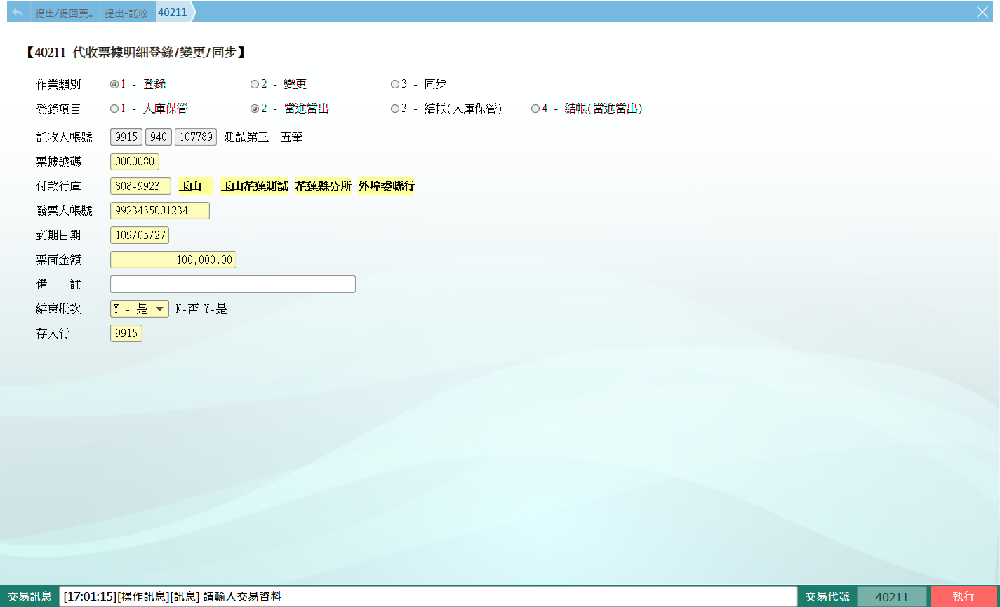 提出/提回票.. 提出-託收 40211
【40211 代收票據明細登錄/變更/同步】
作業類別 1 - 登錄 2 - 變更 3 - 同步
登錄項目 1 - 入庫保管 2 - 當進當出 3 - 結帳(入庫保管) 4 - 結帳(當進當出)
託收人帳號 9915 940 107789 測試第三－五筆
票據號碼 0000080
付款行庫 808-9923 玉山 玉山花蓮測試 花蓮縣分所 外埠委聯行
發票人帳號 9923435001234
到期日期 109/05/27
票面金額 100,000.00
備 註
結束批次 Y - 是 N-否 Y-是
存入行 9915
交易訊息 [17:01:15][操作訊息][訊息] 請輸入交易資料 交易代號 40211 執行